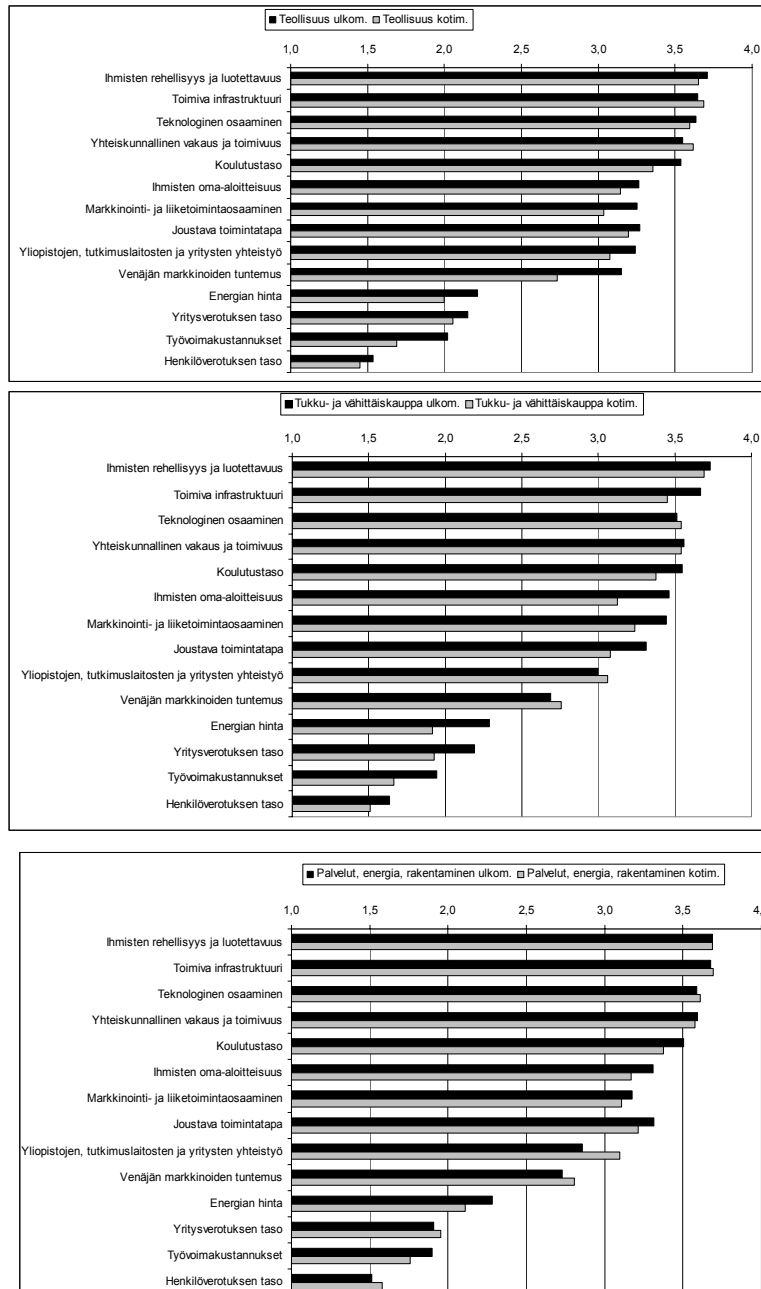 Teollisuus ulkom. Teollisuus kotim.
1,0 1,5 2,0 2,5 3,0 3,5 4,0
Ihmisten rehellisyys ja luotettavuus
Toimiva infrastruktuuri
Teknologinen osaaminen
Yhteiskunnallinen vakaus ja toimivuus
Koulutustaso
Ihmisten oma-aloitteisuus
Markkinointi- ja liiketoimintaosaaminen
Joustava toimintatapa
Yliopistojen, tutkimuslaitosten ja yritysten yhteistyö
Venäjän markkinoiden tuntemus
Energian hinta
Yritysverotuksen taso
Työvoimakustannukset
Henkilöverotuksen taso
Tukku- ja vähittäiskauppa ulkom. Tukku- ja vähittäiskauppa kotim.
1,0 1,5 2,0 2,5 3,0 3,5 4,0
Ihmisten rehellisyys ja luotettavuus
Toimiva infrastruktuuri
Teknologinen osaaminen
Yhteiskunnallinen vakaus ja toimivuus
Koulutustaso
Ihmisten oma-aloitteisuus
Markkinointi- ja liiketoimintaosaaminen
Joustava toimintatapa
Yliopistojen, tutkimuslaitosten ja yritysten yhteistyö
Venäjän markkinoiden tuntemus
Energian hinta
Yritysverotuksen taso
Työvoimakustannukset
Henkilöverotuksen taso
Palvelut, energia, rakentaminen ulkom. Palvelut, energia, rakentaminen kotim.
1,0 1,5 2,0 2,5 3,0 3,5 4,
Ihmisten rehellisyys ja luotettavuus
Toimiva infrastruktuuri
Teknologinen osaaminen
Yhteiskunnallinen vakaus ja toimivuus
Koulutustaso
Ihmisten oma-aloitteisuus
Markkinointi- ja liiketoimintaosaaminen
Joustava toimintatapa
Yliopistojen, tutkimuslaitosten ja yritysten yhteistyö
Venäjän markkinoiden tuntemus
Energian hinta
Yritysverotuksen taso
Työvoimakustannukset
Henkilöverotuksen taso